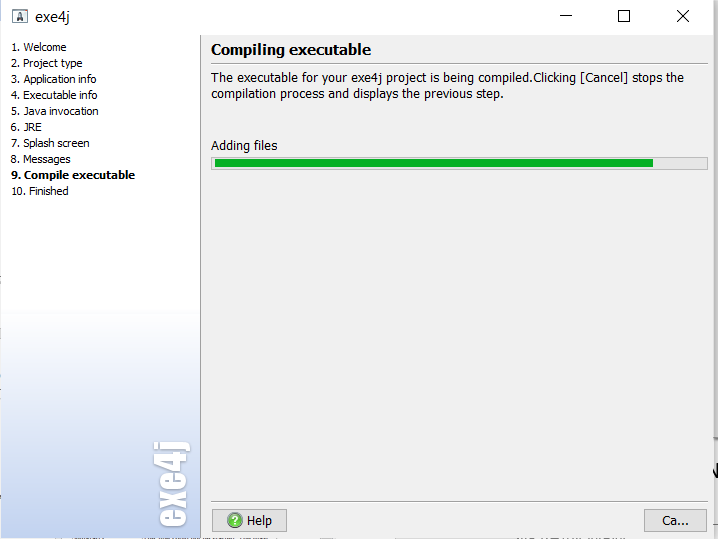 exe4j
1. Welcome
2. Project type
3. Application info
4. Executable info
5. Java invocation
6. JRE
7. Splash screen
8. Messages
9. Compile executable
10. Finished
exe4j
Compiling executable
The executable for your exe4j project is being compiled.Clicking [Cancel] stops the
compilation process and displays the previous step.
Adding files
Help
Ca...